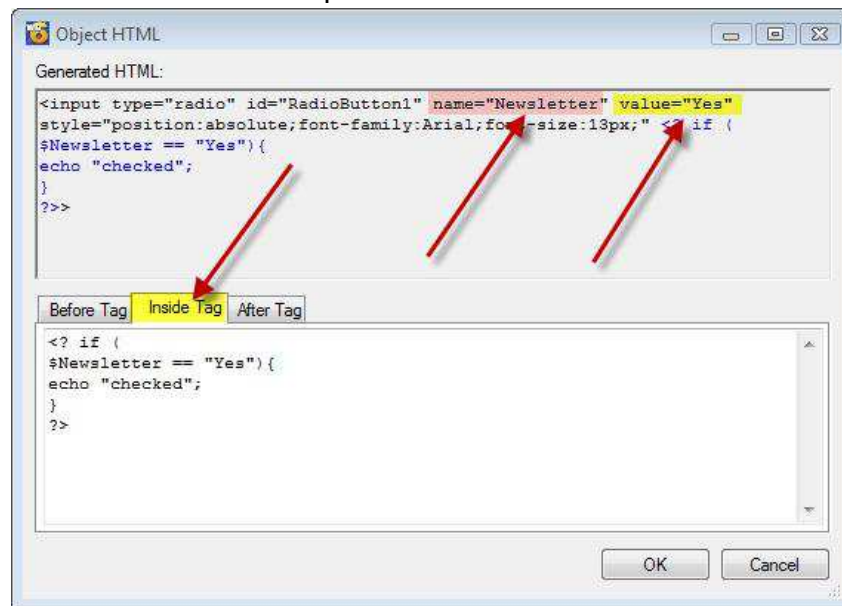 Object HTML
Generated HTML:
<input type="radio" id="RadioButton1" name="Newsletter" value="Yes"
style="position:absolute;font-family:Arial;font-size:13px;" <? if (
$Newsletter == "Yes"){
echo "checked";
}
?>>
Before Tag Inside Tag After Tag
<? if (
$Newsletter == "Yes"){
echo "checked";
}
?>
OK Cancel